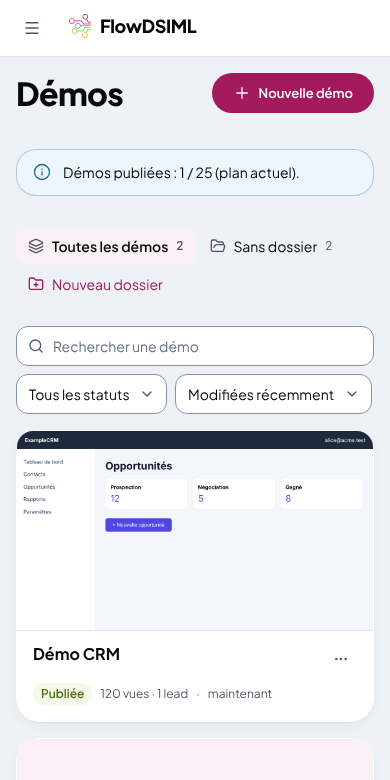 FlowDSIML
Démos
Nouvelle démo
Démos publiées : 1 / 25 (plan actuel).
Toutes les démos 2
Sans dossier 2
Nouveau dossier
Rechercher une démo
Tous les statuts
Modifiées récemment
ExampleCRM
alice@acme.test
Tableau de bord
Contacts
Opportunités
Rapports
Paramètres
Opportunités
Prospection
12
Négociation
5
Gagné
8
+ Nouvelle opportunité
Démo CRM
Publiée
120 vues · 1 lead · maintenant